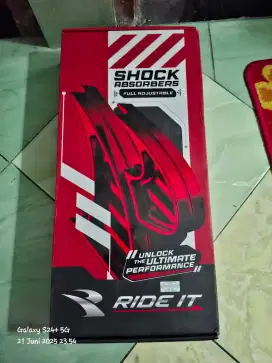 SHOCK
ABSORBERS
FULL ADJUSTABLE
// UNLOCK
THE ULTIMATE
PERFORMANCE //
RIDE IT
Galaxy S24+ 5G
21 Juni 2025 23.54